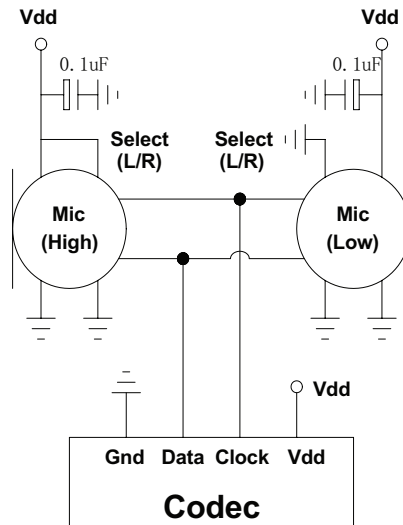 Vdd
Vdd
0.1uF
0.1uF
Select
(L/R)
Select
(L/R)
Mic
(High)
Mic
(Low)
Vdd
Gnd Data Clock Vdd
Codec